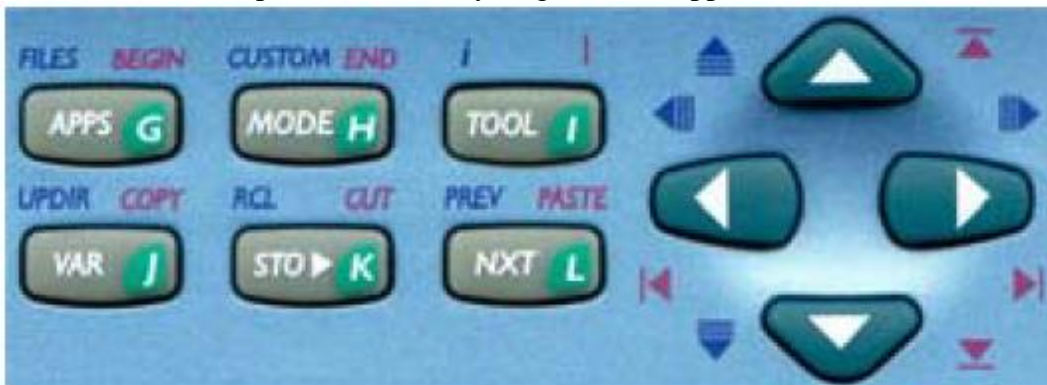 FILES BEGIN CUSTOM END i |
APPS G MODE H TOOL I
UPDIR COPY RCL CUT PREV PASTE
VAR J STO▶ K NXT L